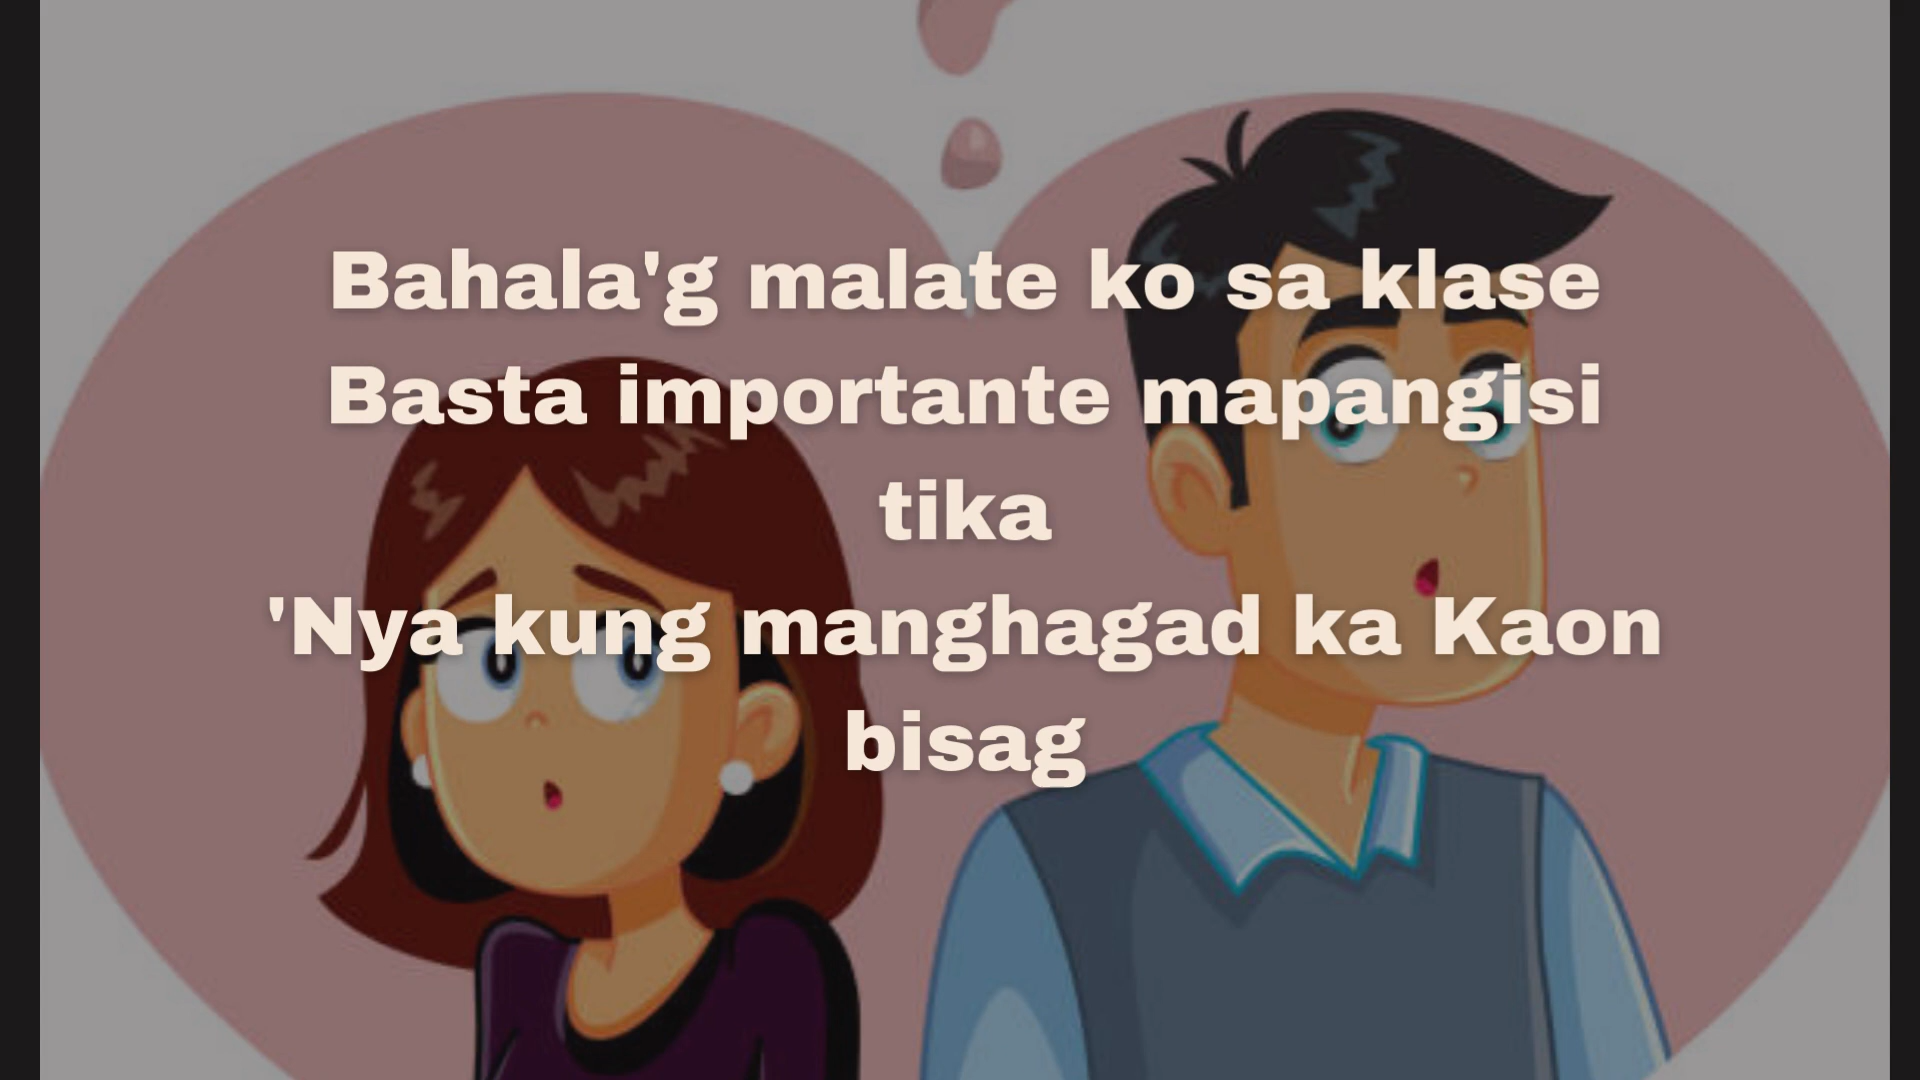 Bahala'g malate ko sa klase
Basta importante mapangisi
tika
'Nya kung manghagad ka Kaon
bisag